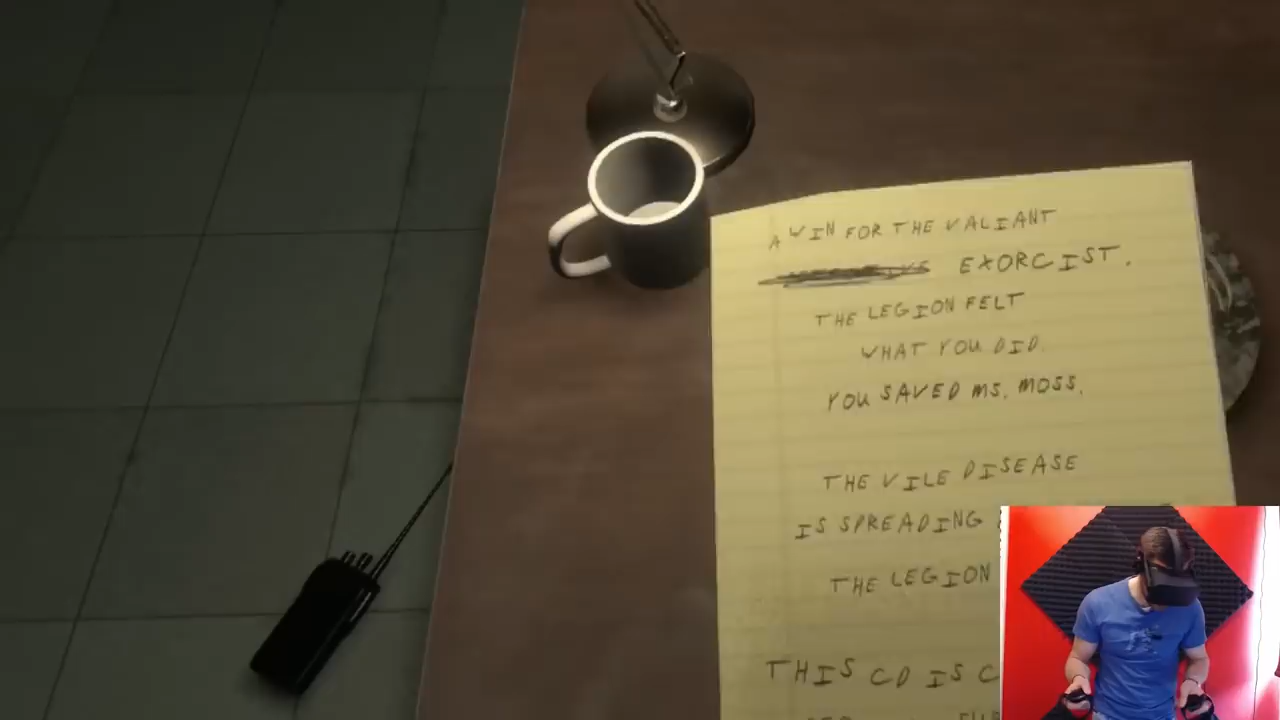 A WIN FOR THE VALIANT
EXORCIST.
THE LEGION FELT
WHAT YOU DID.
YOU SAVED MS. MOSS.
THE VILE DISEASE
IS SPREADING
THE LEGION
THIS CD IS